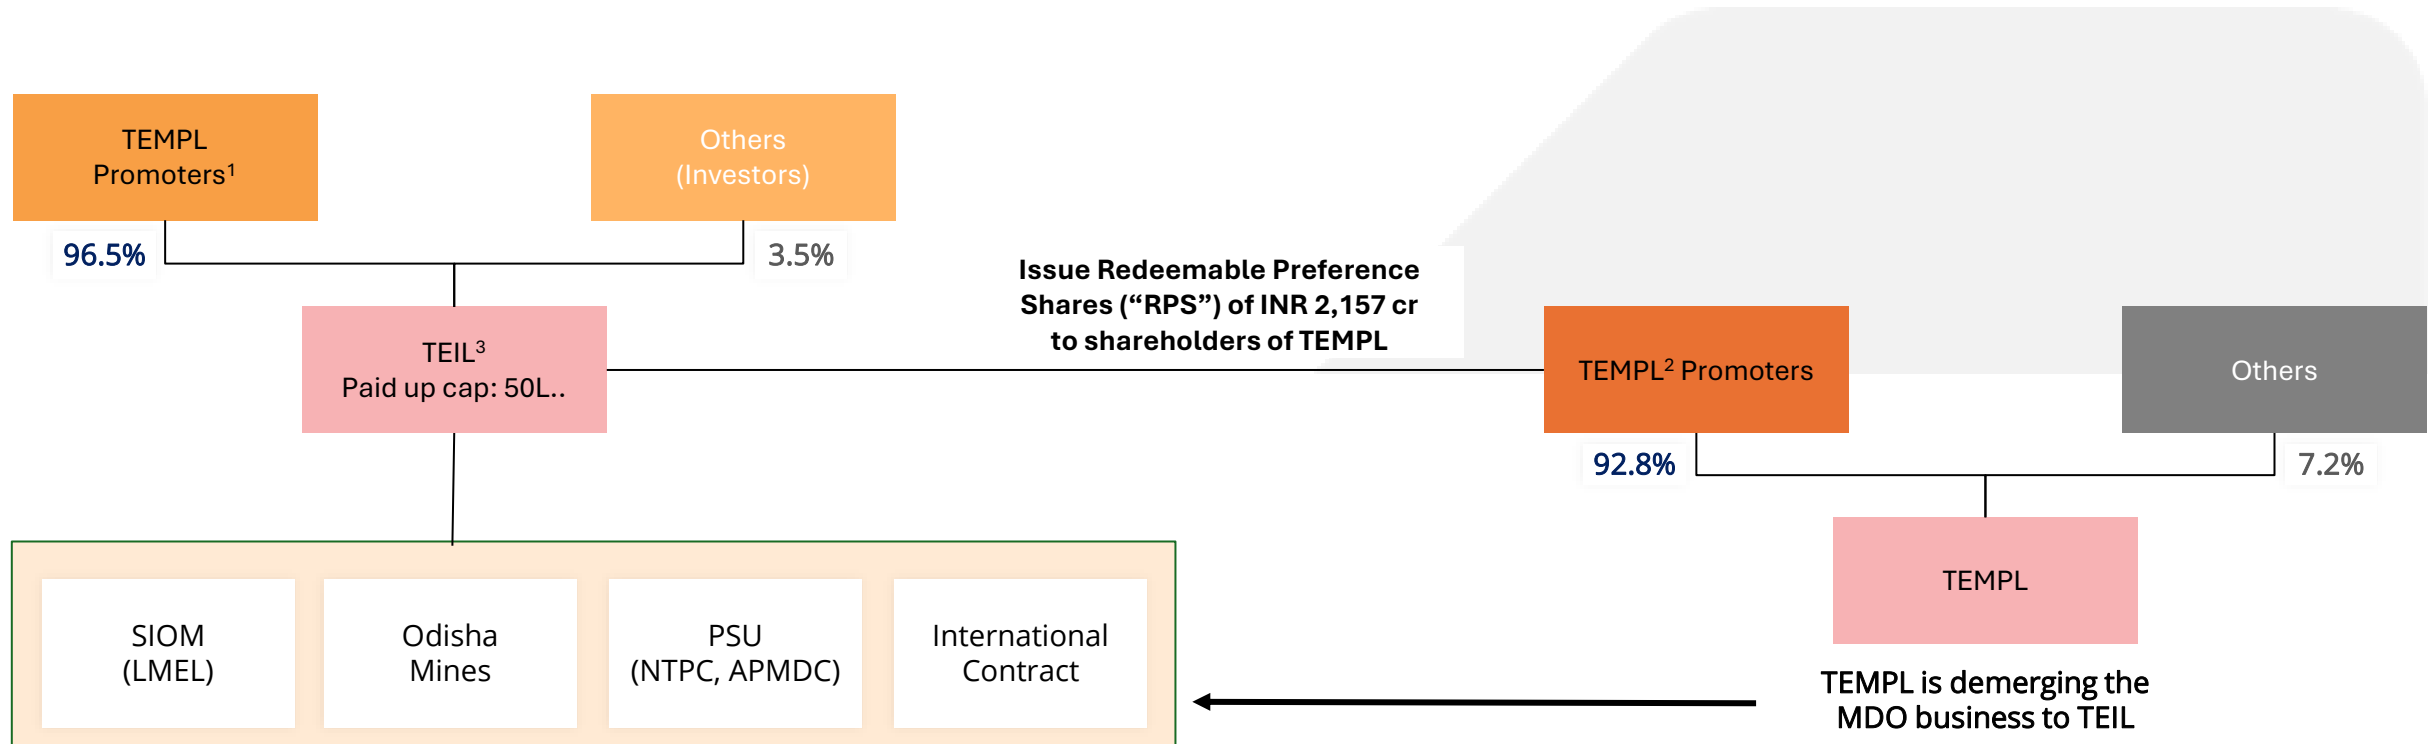 TEMPL
Promoters¹
Others
(Investors)
96.5%
3.5%
Issue Redeemable Preference
Shares (“RPS”) of INR 2,157 cr
to shareholders of TEMPL
TEIL³
Paid up cap: 50L..
TEMPL² Promoters
Others
92.8%
7.2%
TEMPL
SIOM
(LMEL)
Odisha
Mines
PSU
(NTPC, APMDC)
International
Contract
TEMPL is demerging the
MDO business to TEIL